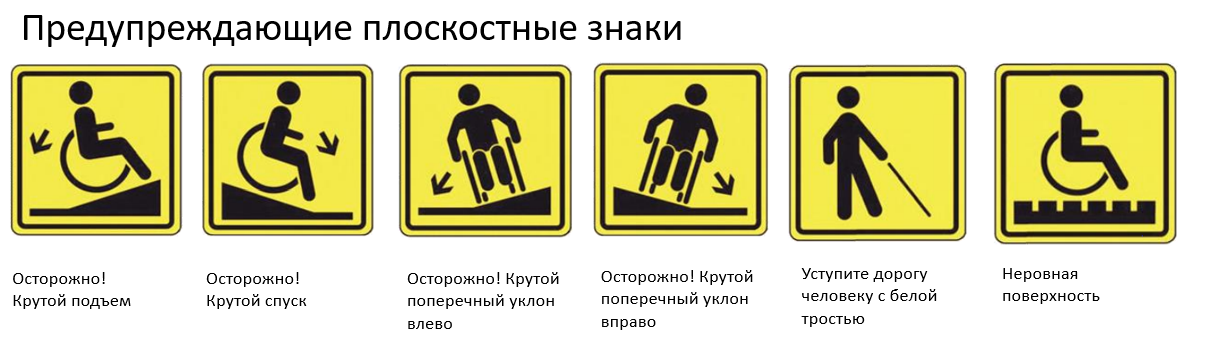 Предупреждающие плоскостные знаки
Осторожно!
Крутой подъем
Осторожно!
Крутой спуск
Осторожно! Крутой
поперечный уклон
влево
Осторожно! Крутой
поперечный уклон
вправо
Уступите дорогу
человеку с белой
тростью
Неровная
поверхность